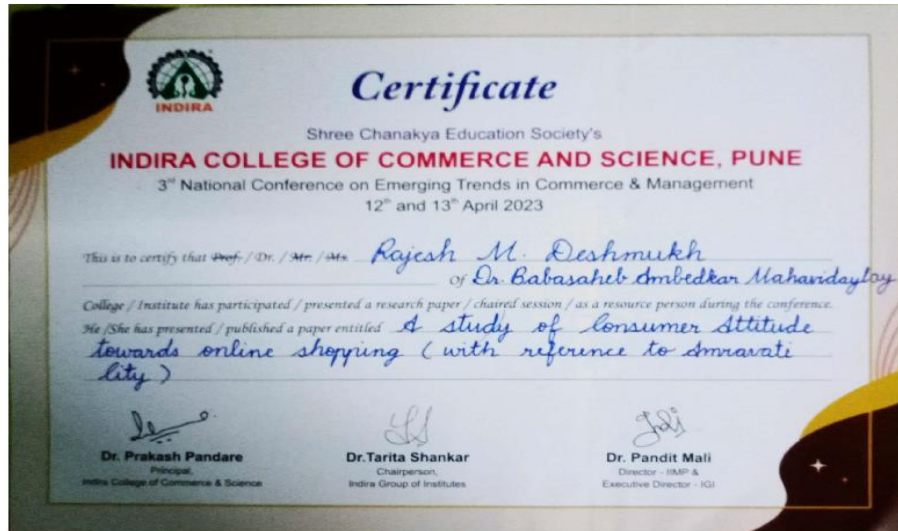 INDIRA
Certificate
Shree Chanakya Education Society's
INDIRA COLLEGE OF COMMERCE AND SCIENCE, PUNE
3rd National Conference on Emerging Trends in Commerce & Management
12th and 13th April 2023
This is to certify that Prof. / Dr. / Mr. / Ms. Rajesh M. Deshmukh
of Dr. Babasaheb Ambedkar Mahavidaylay
College / Institute has participated / presented a research paper / chaired session / as a resource person during the conference.
He /She has presented / published a paper entitled A study of Consumer Attitude
towards online shopping (with reference to Amravati
City)
Dr. Prakash Pandare
Principal,
Indira College of Commerce & Science
Dr.Tarita Shankar
Chairperson,
Indira Group of Institutes
Dr. Pandit Mali
Director - IIMP &
Executive Director - IGI